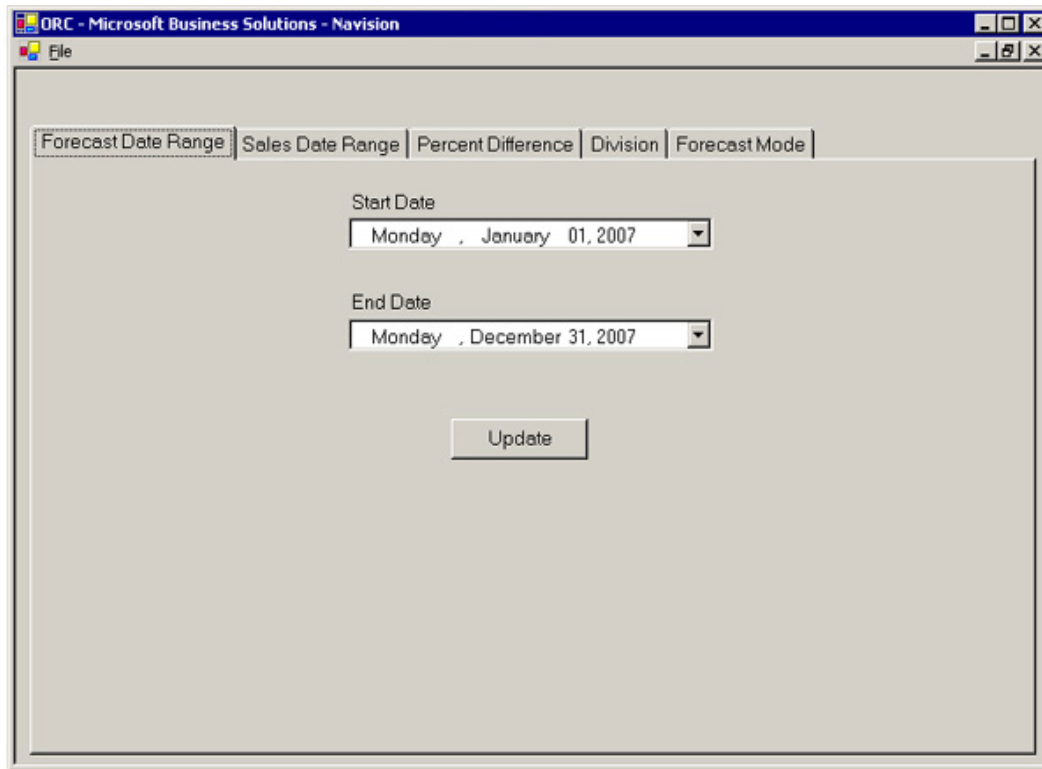 ORC - Microsoft Business Solutions - Navision
File
Forecast Date Range Sales Date Range Percent Difference Division Forecast Mode
Start Date
Monday , January 01, 2007
End Date
Monday , December 31, 2007
Update